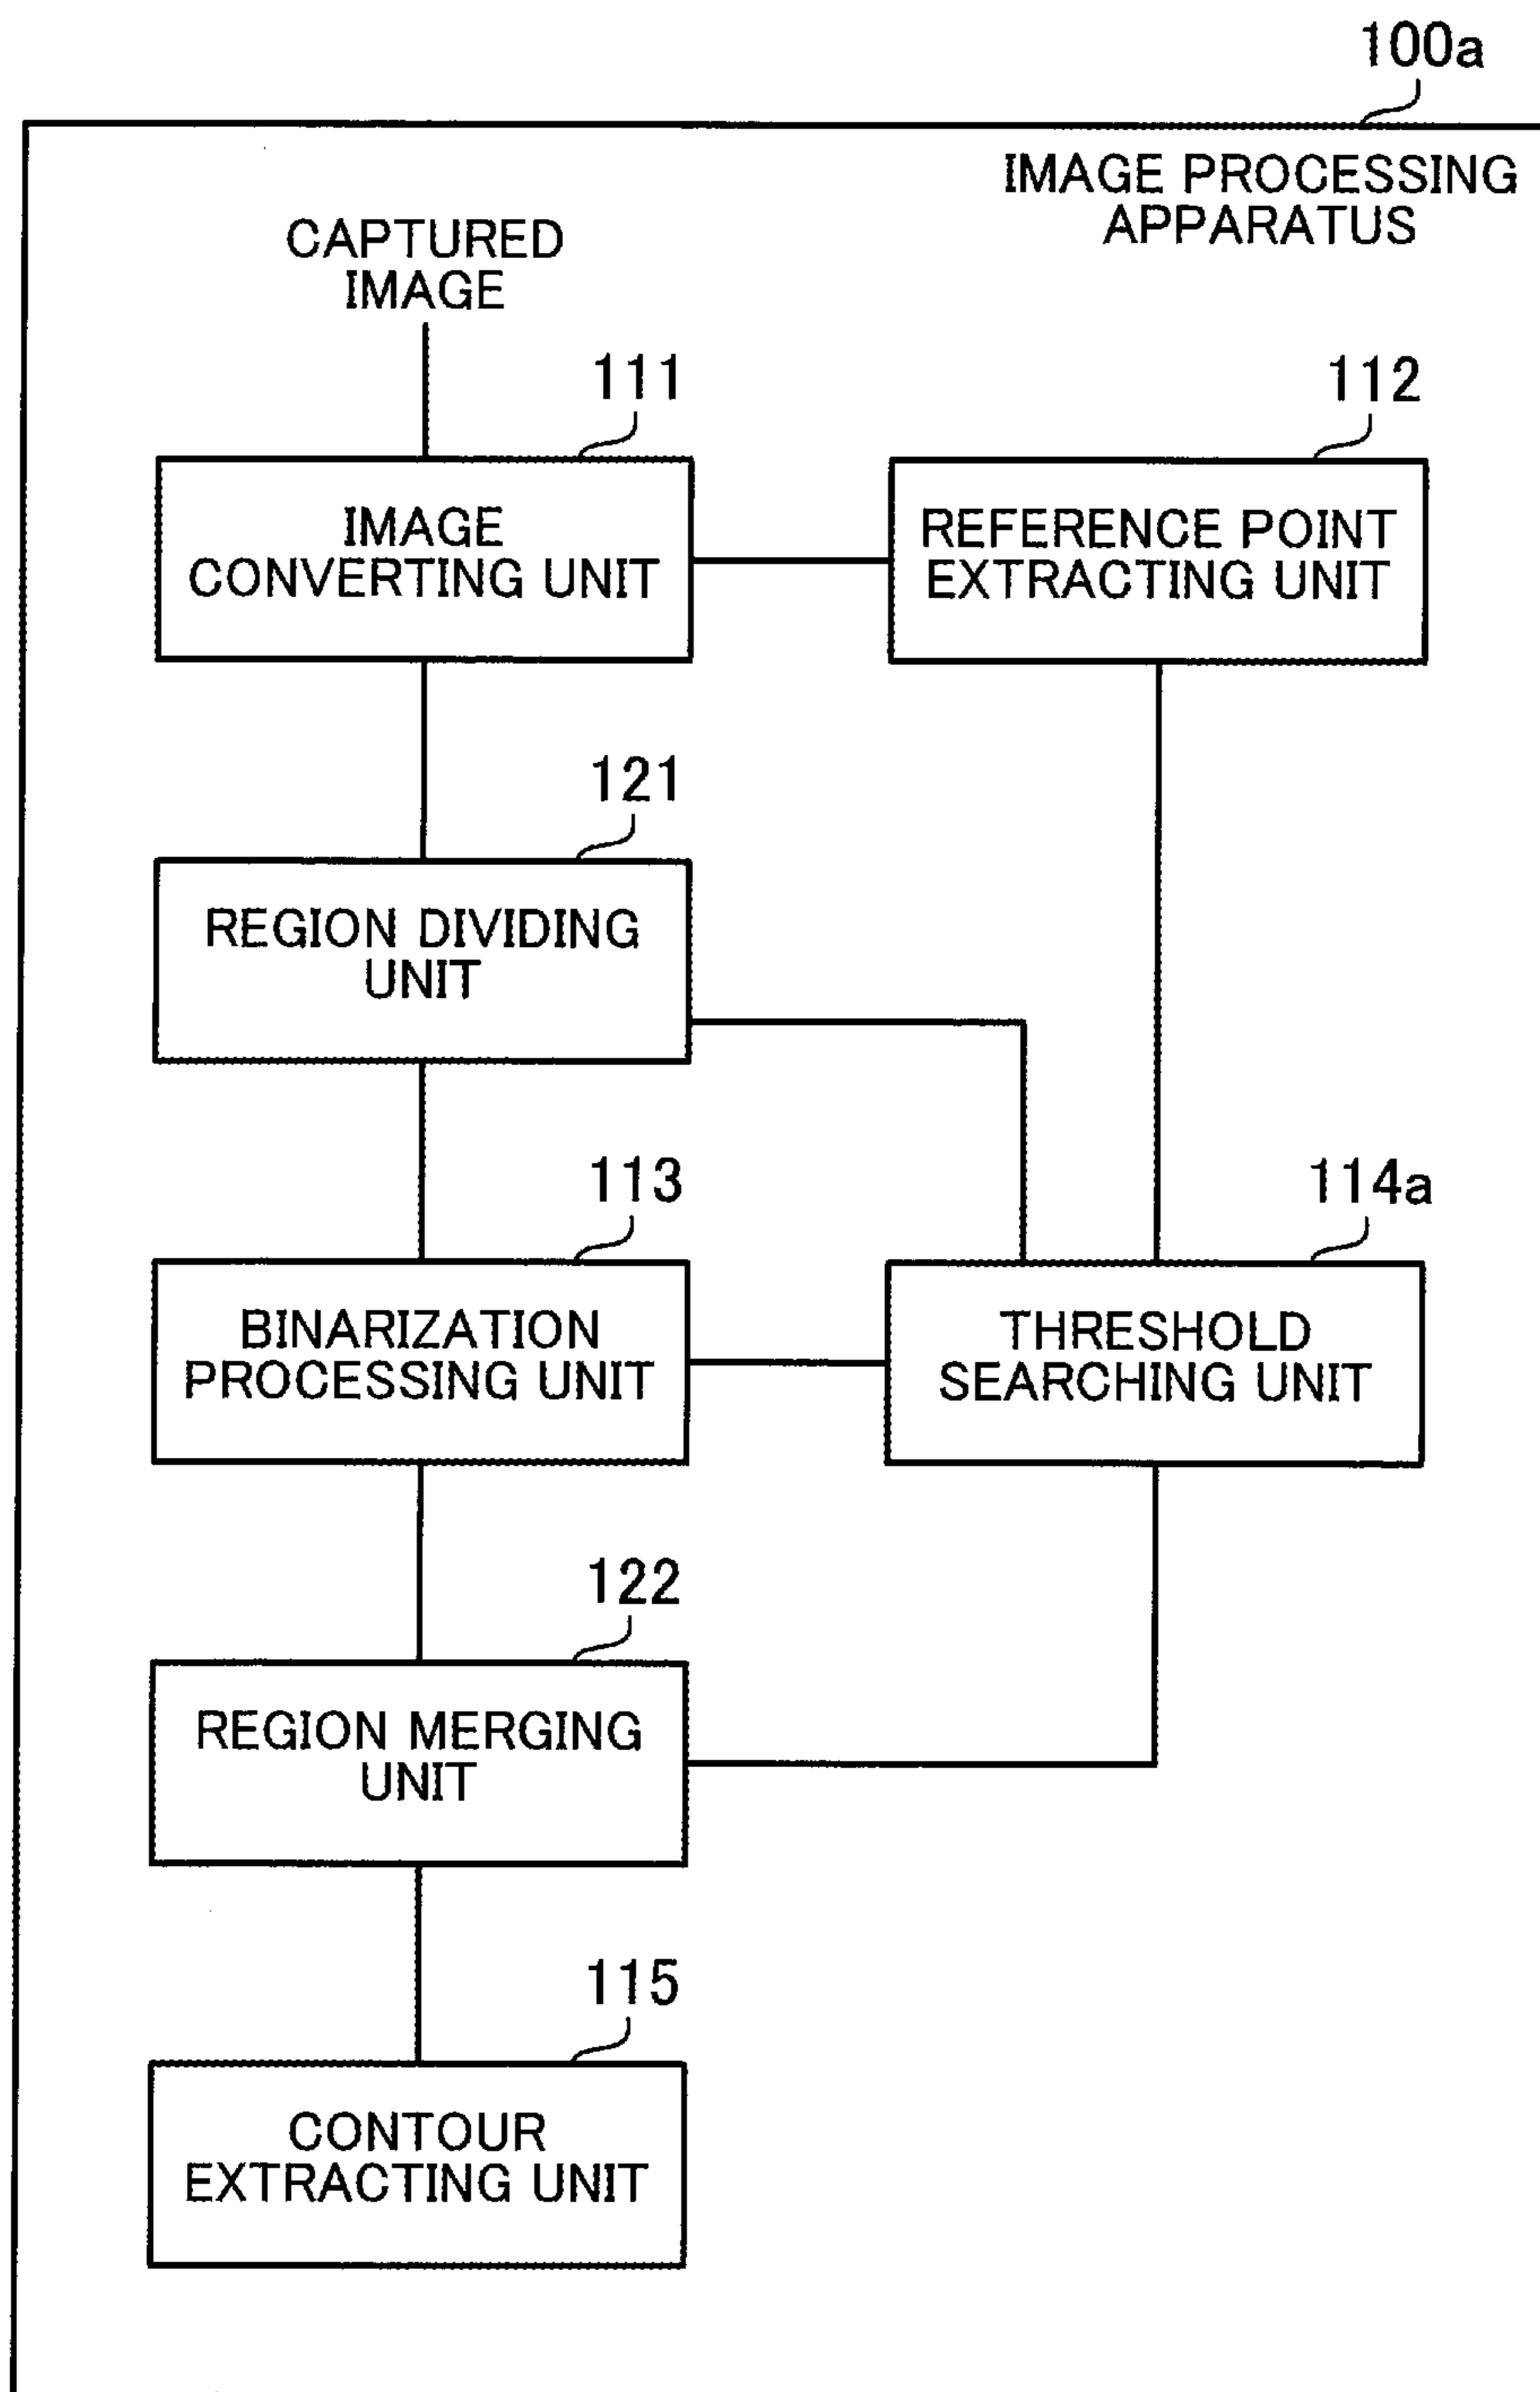 100a
IMAGE PROCESSING
APPARATUS
CAPTURED
IMAGE
111
112
IMAGE
CONVERTING UNIT
REFERENCE POINT
EXTRACTING UNIT
121
REGION DIVIDING
UNIT
113
114a
BINARIZATION
PROCESSING UNIT
THRESHOLD
SEARCHING UNIT
122
REGION MERGING
UNIT
115
CONTOUR
EXTRACTING UNIT